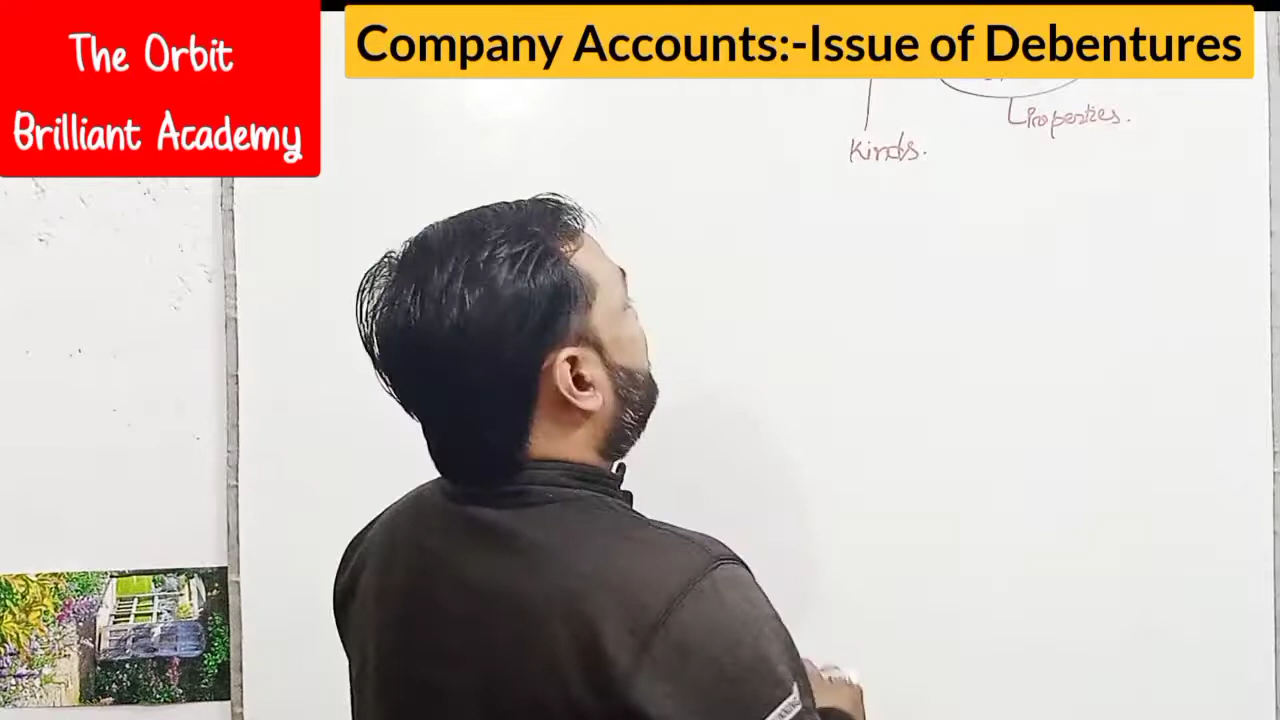 The Orbit
Brilliant Academy
Company Accounts:-Issue of Debentures
Properties.
Kinds.